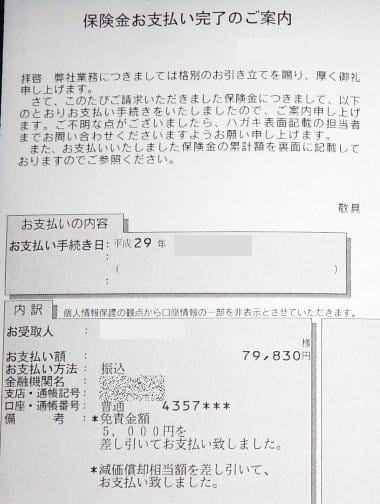 保険金お支払い完了のご案内
拝啓 弊社業務につきましては格別のお引き立てを賜り、厚く御礼
申し上げます。
さて、このたびご請求いただきました保険金につきまして、以下
のとおりお支払い手続きをいたしましたので、ご案内申し上げ
ます。ご不明な点がございましたら、ハガキ表面記載の担当者
までお問い合わせくださいますようお願い申し上げます。
また、お支払いいたしました保険金の累計額を裏面に記載して
おりますのでご参照ください。
敬具
お支払いの内容
お支払い手続き日: 平成29年
( )
内訳 個人情報保護の観点から口座情報の一部を非表示とさせていただきます。
お受取人:
様
お支払い額: 79,830円
お支払い方法: 振込
金融機関名:
支店・通帳記号:
口座・通帳番号: 普通 4357***
備考: *免責金額
5,000円を
差し引いてお支払い致しました。
*減価償却相当額を差し引いて、
お支払い致しました。